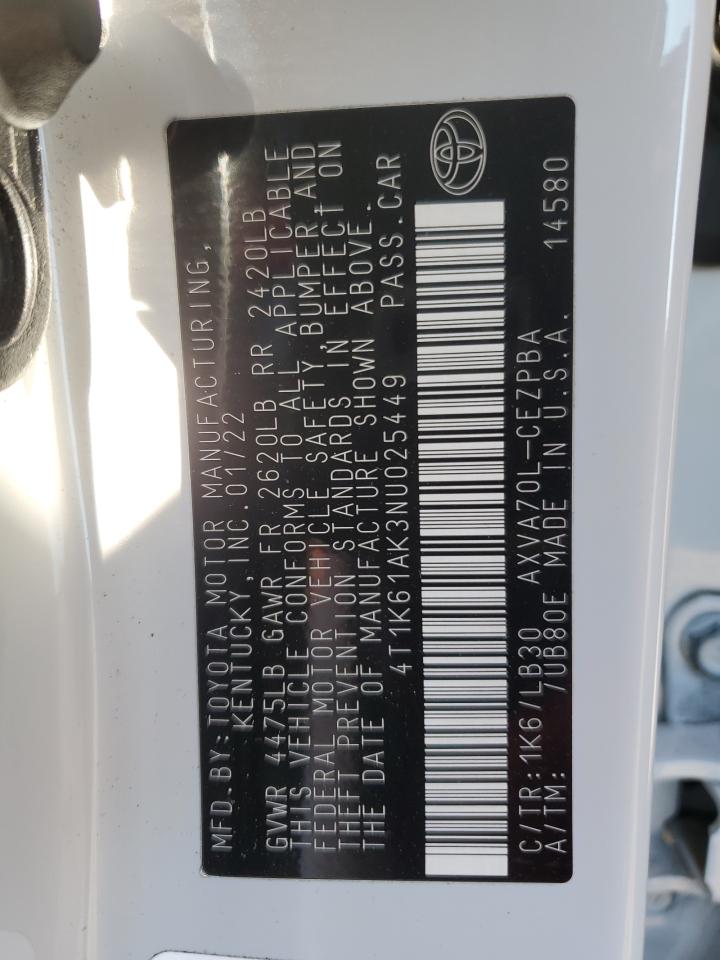 MFD.BY:TOYOTA MOTOR MANUFACTURING,
KENTUCKY, INC.01/22
GVWR 4475LB GAWR FR 2620LB RR 2420LB
THIS VEHICLE CONFORMS TO ALL APPLICABLE
FEDERAL MOTOR VEHICLE SAFETY, BUMPER AND
THEFT PREVENTION STANDARDS IN EFFECT ON
THE DATE OF MANUFACTURE SHOWN ABOVE.
4T1K61AK3NU025449 PASS.CAR
C/TR:1K6/LB30 AXVA70L-CEZPBA
A/TM: 7UB80E MADE IN U.S.A. 14580